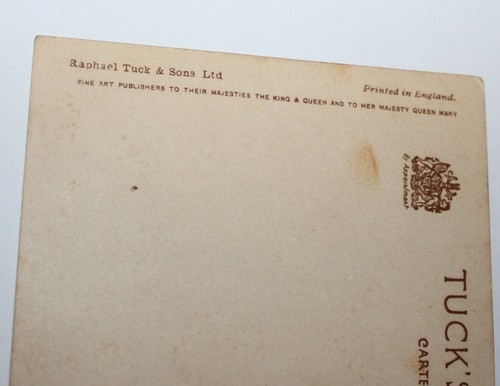 Raphael Tuck & Sons Ltd
Printed in England.
FINE ART PUBLISHERS TO THEIR MAJESTIES THE KING & QUEEN AND TO HER MAJESTY QUEEN MARY
By Appointment
TUCK'S
CARTE